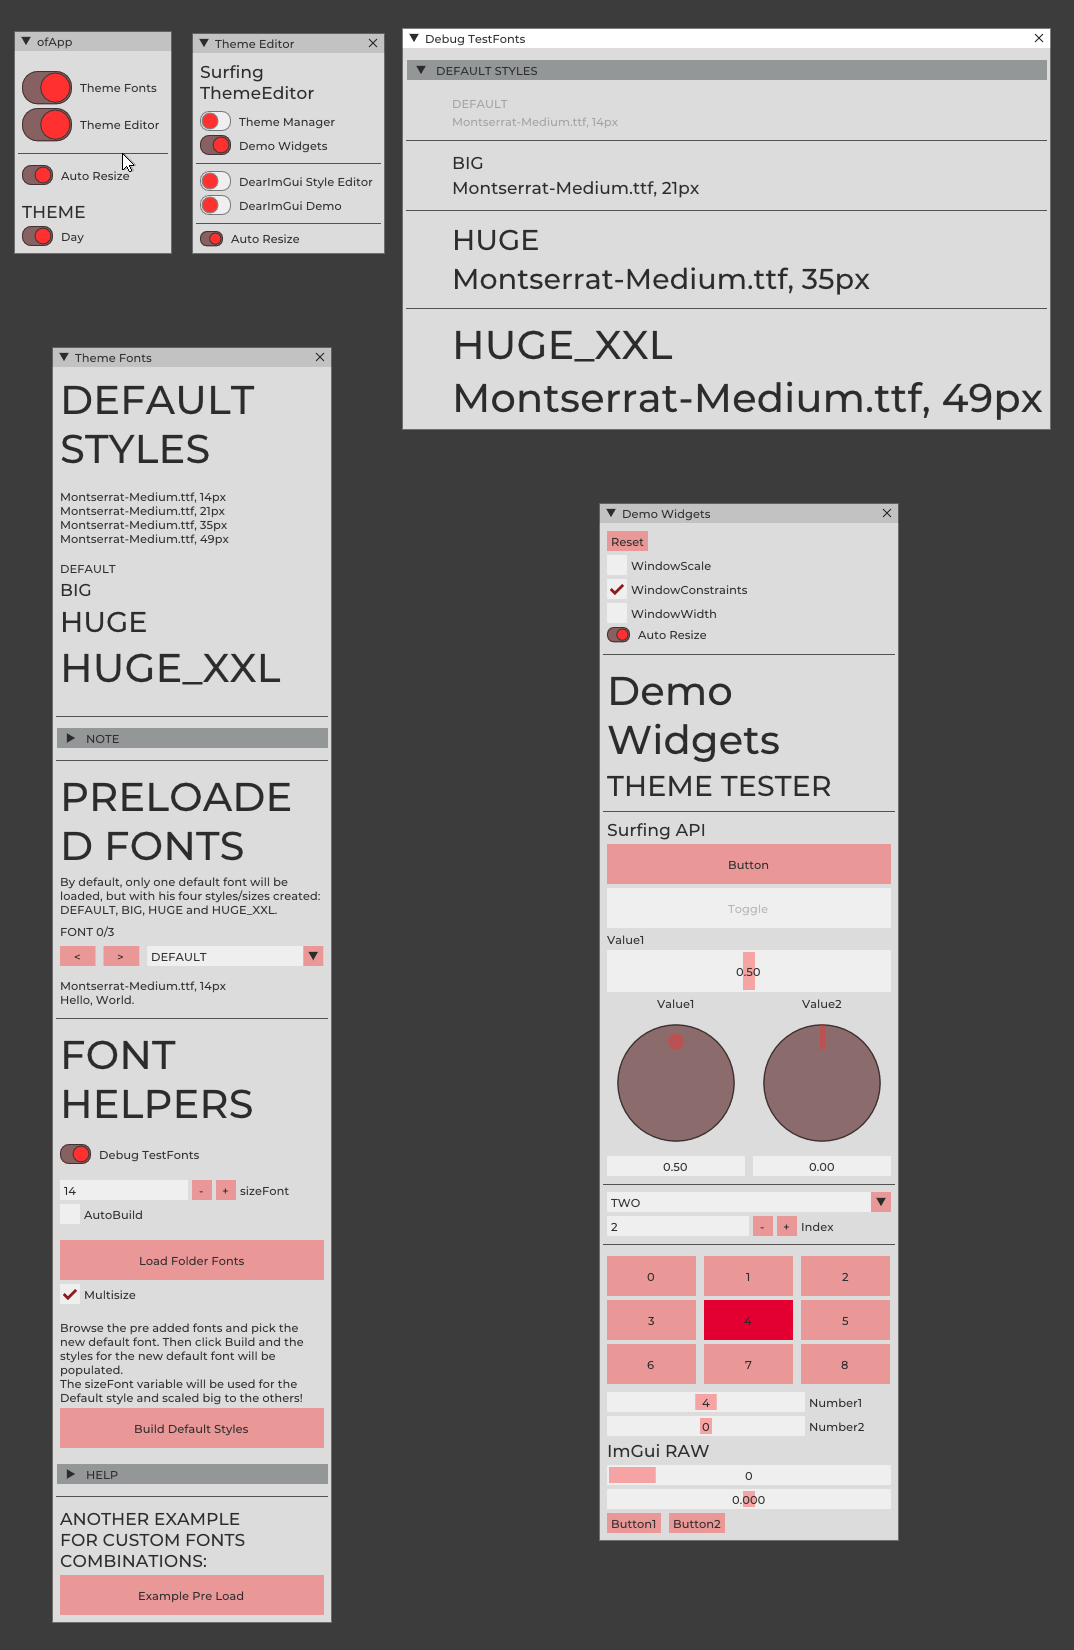 ofApp
Theme Fonts
Theme Editor
Auto Resize
THEME
Day
Theme Editor
Surfing
ThemeEditor
Theme Manager
Demo Widgets
DearImGui Style Editor
DearImGui Demo
Auto Resize
Debug TestFonts
DEFAULT STYLES
DEFAULT
Montserrat-Medium.ttf, 14px
BIG
Montserrat-Medium.ttf, 21px
HUGE
Montserrat-Medium.ttf, 35px
HUGE_XXL
Montserrat-Medium.ttf, 49px
Theme Fonts
DEFAULT
STYLES
Montserrat-Medium.ttf, 14px
Montserrat-Medium.ttf, 21px
Montserrat-Medium.ttf, 35px
Montserrat-Medium.ttf, 49px
DEFAULT
BIG
HUGE
HUGE_XXL
NOTE
PRELOADE
D FONTS
By default, only one default font will be
loaded, but with his four styles/sizes created:
DEFAULT, BIG, HUGE and HUGE_XXL.
FONT 0/3
< > DEFAULT
Montserrat-Medium.ttf, 14px
Hello, World.
FONT
HELPERS
Debug TestFonts
14 - + sizeFont
AutoBuild
Load Folder Fonts
Multisize
Browse the pre added fonts and pick the
new default font. Then click Build and the
styles for the new default font will be
populated.
The sizeFont variable will be used for the
Default style and scaled big to the others!
Build Default Styles
HELP
ANOTHER EXAMPLE
FOR CUSTOM FONTS
COMBINATIONS:
Example Pre Load
Demo Widgets
Reset
WindowScale
WindowConstraints
WindowWidth
Auto Resize
Demo
Widgets
THEME TESTER
Surfing API
Button
Toggle
Value1
0.50
Value1 Value2
0.50 0.00
TWO
2 - + Index
0 1 2
3 4 5
6 7 8
4 Number1
0 Number2
ImGui RAW
0
0.000
Button1 Button2